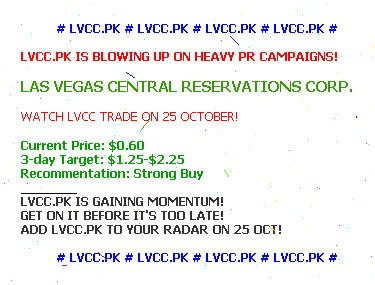 # LVCC.PK # LVCC.PK # LVCC.PK # LVCC.PK #
LVCC.PK IS BLOWING UP ON HEAVY PR CAMPAIGNS!
LAS VEGAS CENTRAL RESERVATIONS CORP.
WATCH LVCC TRADE ON 25 OCTOBER!
Current Price: $0.60
3-day Target: $1.25-$2.25
Recommentation: Strong Buy
LVCC.PK IS GAINING MOMENTUM!
GET ON IT BEFORE IT'S TOO LATE!
ADD LVCC.PK TO YOUR RADAR ON 25 OCT!
# LVCC.PK # LVCC.PK # LVCC.PK # LVCC.PK #